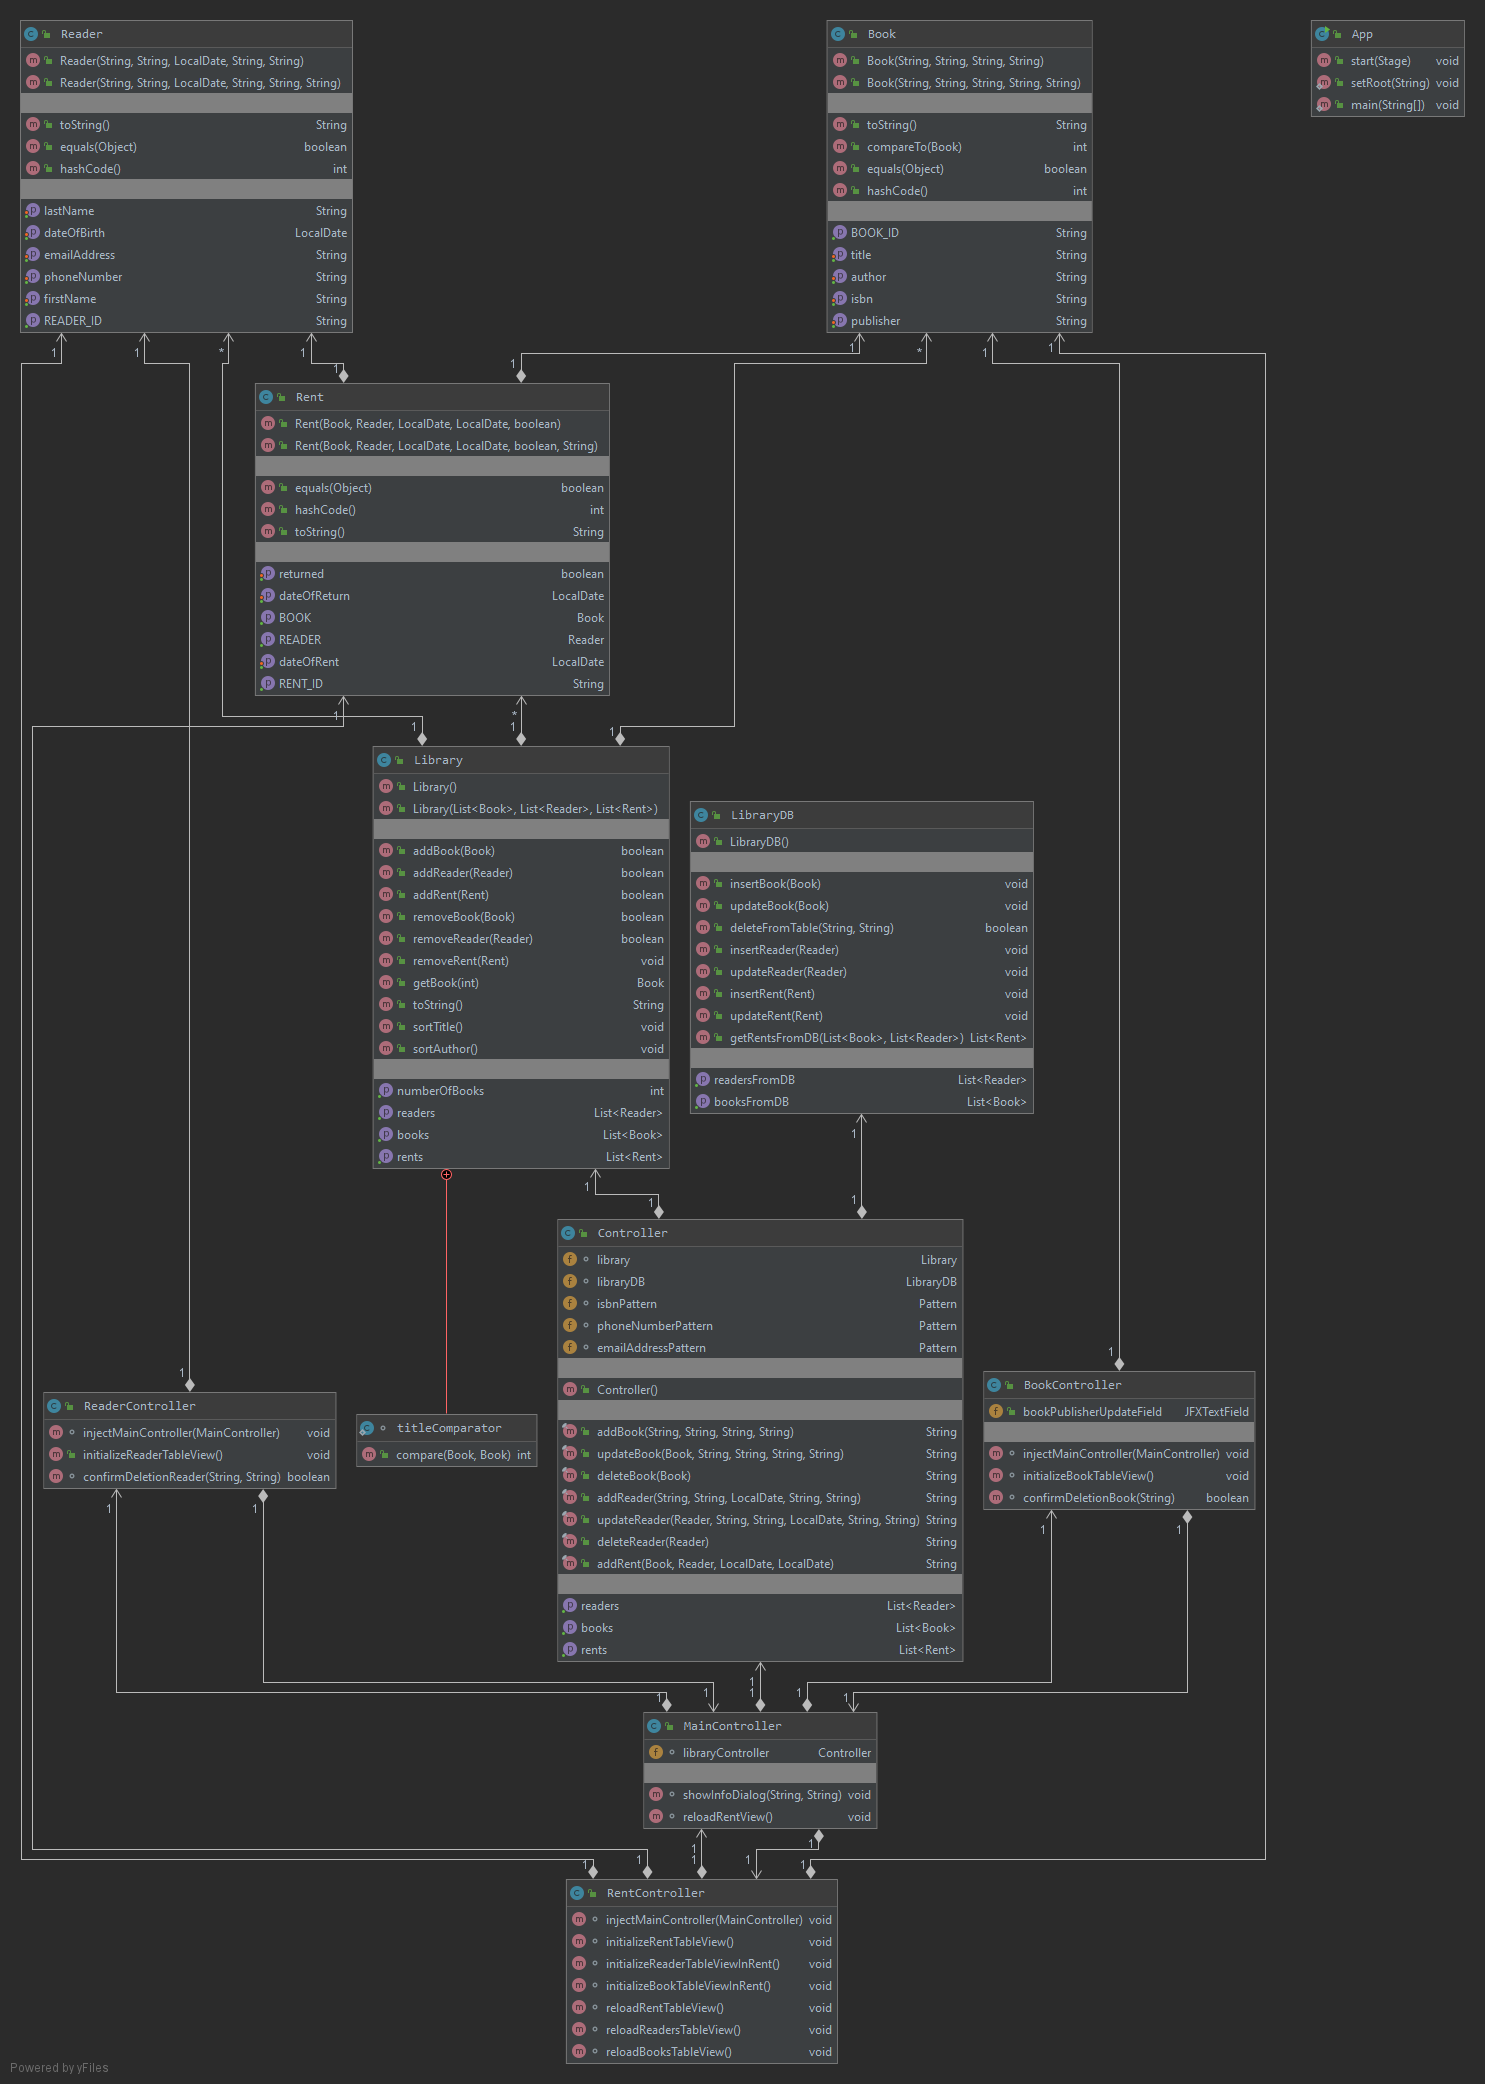 Reader
Reader(String, String, LocalDate, String, String)
Reader(String, String, LocalDate, String, String, String)
toString() String
equals(Object) boolean
hashCode() int
lastName String
dateOfBirth LocalDate
emailAddress String
phoneNumber String
firstName String
READER_ID String
Book
Book(String, String, String, String)
Book(String, String, String, String, String)
toString() String
compareTo(Book) int
equals(Object) boolean
hashCode() int
BOOK_ID String
title String
author String
isbn String
publisher String
App
start(Stage) void
setRoot(String) void
main(String[]) void
1 1 * 1 1 * 1 1
1 1
Rent
Rent(Book, Reader, LocalDate, LocalDate, boolean)
Rent(Book, Reader, LocalDate, LocalDate, boolean, String)
equals(Object) boolean
hashCode() int
toString() String
returned boolean
dateOfReturn LocalDate
BOOK Book
READER Reader
dateOfRent LocalDate
RENT_ID String
1 *
1 1 1
Library
Library()
Library(List<Book>, List<Reader>, List<Rent>)
addBook(Book) boolean
addReader(Reader) boolean
addRent(Rent) boolean
removeBook(Book) boolean
removeReader(Reader) boolean
removeRent(Rent) void
getBook(int) Book
toString() String
sortTitle() void
sortAuthor() void
numberOfBooks int
readers List<Reader>
books List<Book>
rents List<Rent>
LibraryDB
LibraryDB()
insertBook(Book) void
updateBook(Book) void
deleteFromTable(String, String) boolean
insertReader(Reader) void
updateReader(Reader) void
insertRent(Rent) void
updateRent(Rent) void
getRentsFromDB(List<Book>, List<Reader>) List<Rent>
readersFromDB List<Reader>
booksFromDB List<Book>
1 1
1 1
Controller
library Library
libraryDB LibraryDB
isbnPattern Pattern
phoneNumberPattern Pattern
emailAddressPattern Pattern
Controller()
addBook(String, String, String, String) String
updateBook(Book, String, String, String, String) String
deleteBook(Book) String
addReader(String, String, LocalDate, String, String) String
updateReader(Reader, String, String, LocalDate, String, String) String
deleteReader(Reader) String
addRent(Book, Reader, LocalDate, LocalDate) String
readers List<Reader>
books List<Book>
rents List<Rent>
1
ReaderController
injectMainController(MainController) void
initializeReaderTableView() void
confirmDeletionReader(String, String) boolean
1 1
titleComparator
compare(Book, Book) int
1
BookController
bookPublisherUpdateField JFXTextField
injectMainController(MainController) void
initializeBookTableView() void
confirmDeletionBook(String) boolean
1 1
1
1 1 1 1 1
MainController
libraryController Controller
showInfoDialog(String, String) void
reloadRentView() void
1 1
1 1 1 1 1
RentController
injectMainController(MainController) void
initializeRentTableView() void
initializeReaderTableViewInRent() void
initializeBookTableViewInRent() void
reloadRentTableView() void
reloadReadersTableView() void
reloadBooksTableView() void
Powered by yFiles